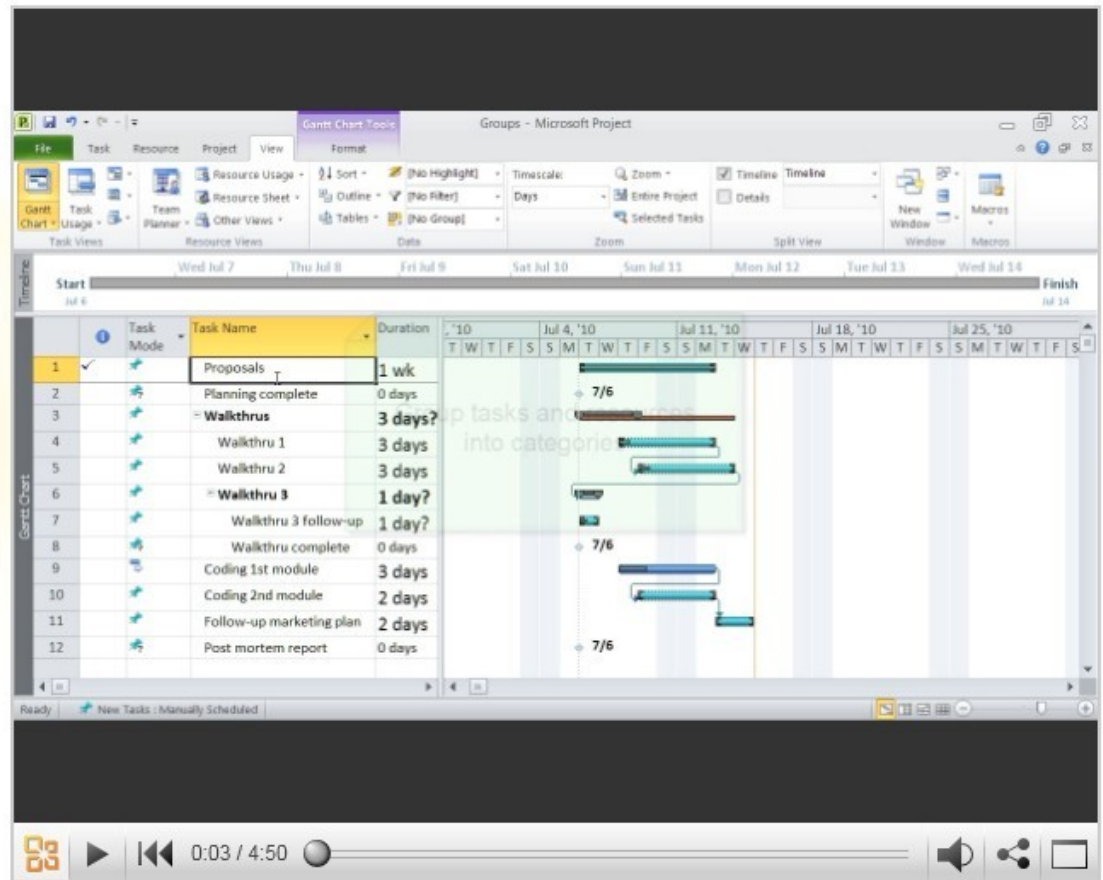 Gantt Chart Tools
Groups - Microsoft Project
File Task Resource Project View Format
Gantt Chart
Task Usage
Team Planner
Resource Usage
Resource Sheet
Other Views
Sort
Outline
Tables
[No Highlight]
[No Filter]
[No Group]
Timescale:
Days
Zoom
Entire Project
Selected Tasks
Timeline Timeline
Details
New Window
Macros
Task Views Resource Views Data Zoom Split View Window Macros
Timeline
Wed Jul 7 Thu Jul 8 Fri Jul 9 Sat Jul 10 Sun Jul 11 Mon Jul 12 Tue Jul 13 Wed Jul 14
Start Finish
Jul 6 Jul 14
Task Mode Task Name Duration , '10 Jul 4, '10 Jul 11, '10 Jul 18, '10 Jul 25, '10
T W T F S S M T W T F S S M T W T F S S M T W T F S S M T W T F S
Gantt Chart
1 Proposals 1 wk
2 Planning complete 0 days 7/6
3 Walkthrus 3 days?
4 Walkthru 1 3 days
5 Walkthru 2 3 days
6 Walkthru 3 1 day?
7 Walkthru 3 follow-up 1 day?
8 Walkthru complete 0 days 7/6
9 Coding 1st module 3 days
10 Coding 2nd module 2 days
11 Follow-up marketing plan 2 days
12 Post mortem report 0 days 7/6
Group tasks and resources
into categories
Ready New Tasks : Manually Scheduled
0:03 / 4:50